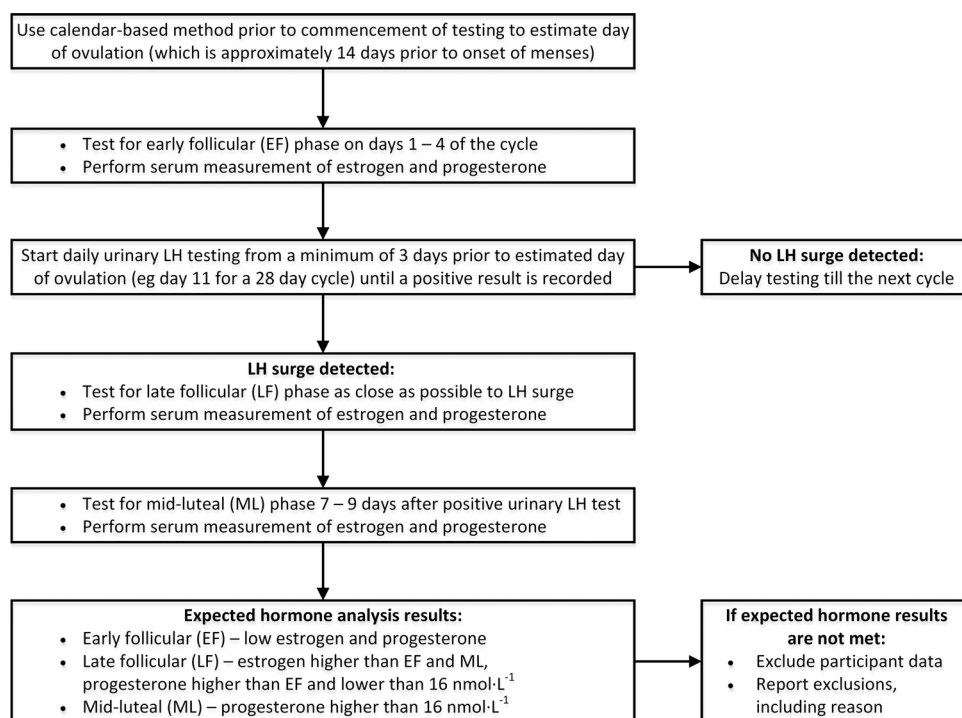 Use calendar-based method prior to commencement of testing to estimate day
of ovulation (which is approximately 14 days prior to onset of menses)
• Test for early follicular (EF) phase on days 1 – 4 of the cycle
• Perform serum measurement of estrogen and progesterone
Start daily urinary LH testing from a minimum of 3 days prior to estimated day
of ovulation (eg day 11 for a 28 day cycle) until a positive result is recorded
No LH surge detected:
Delay testing till the next cycle
LH surge detected:
• Test for late follicular (LF) phase as close as possible to LH surge
• Perform serum measurement of estrogen and progesterone
• Test for mid-luteal (ML) phase 7 – 9 days after positive urinary LH test
• Perform serum measurement of estrogen and progesterone
Expected hormone analysis results:
• Early follicular (EF) – low estrogen and progesterone
• Late follicular (LF) – estrogen higher than EF and ML,
progesterone higher than EF and lower than 16 nmol·L⁻¹
• Mid-luteal (ML) – progesterone higher than 16 nmol·L⁻¹
If expected hormone results
are not met:
• Exclude participant data
• Report exclusions,
including reason